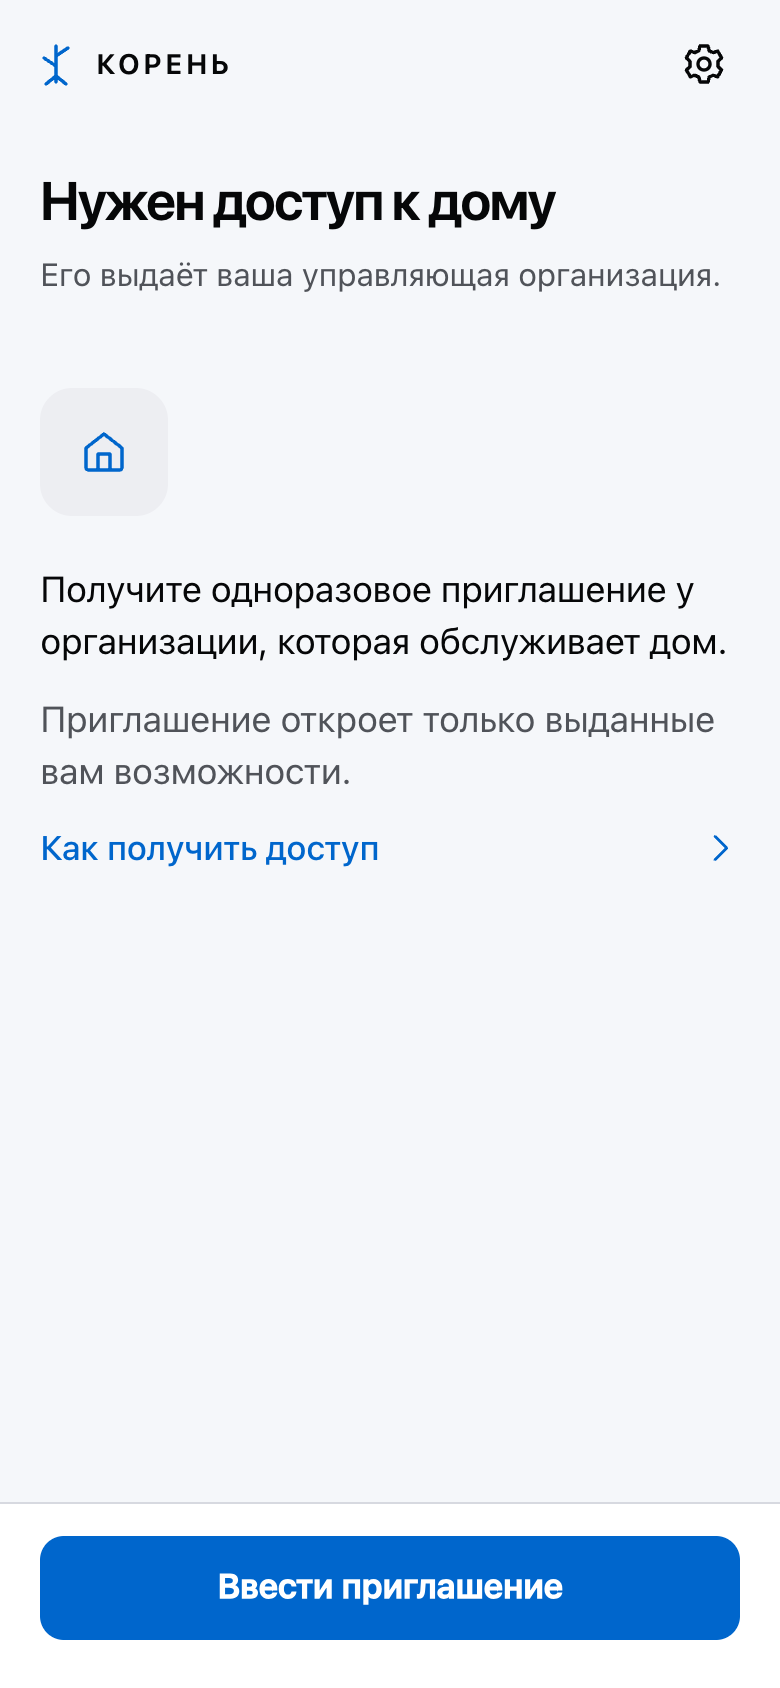 КОРЕНЬ
Нужен доступ к дому
Его выдаёт ваша управляющая организация.
Получите одноразовое приглашение у
организации, которая обслуживает дом.
Приглашение откроет только выданные
вам возможности.
Как получить доступ
Ввести приглашение